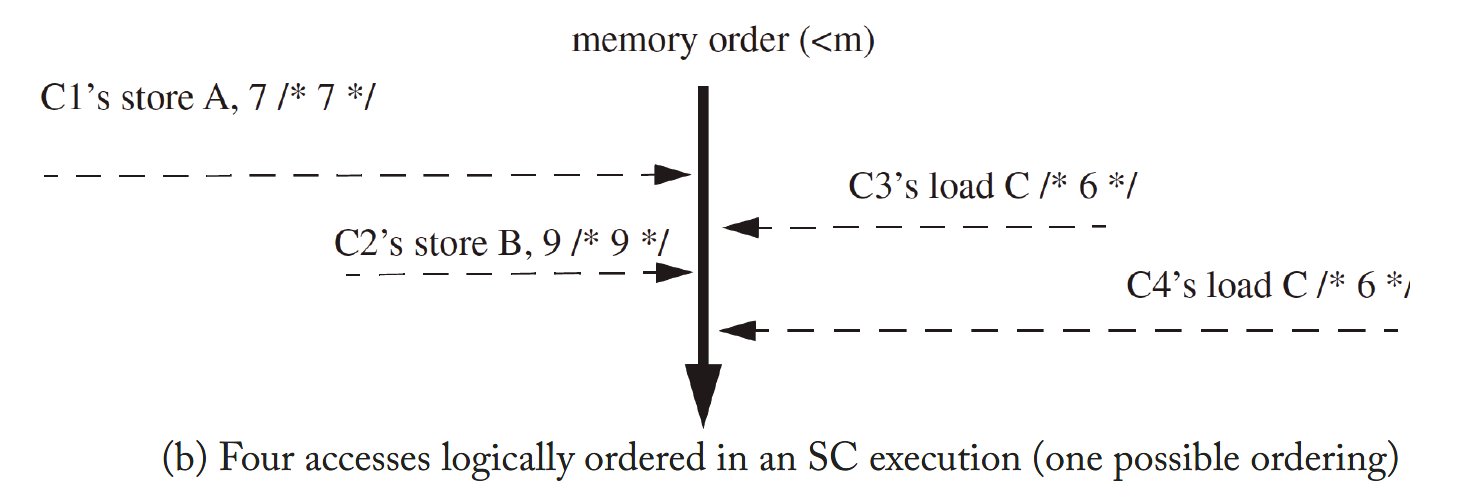 memory order (<m)
C1’s store A, 7 /* 7 */
C3’s load C /* 6 */
C2’s store B, 9 /* 9 */
C4’s load C /* 6 */
(b) Four accesses logically ordered in an SC execution (one possible ordering)